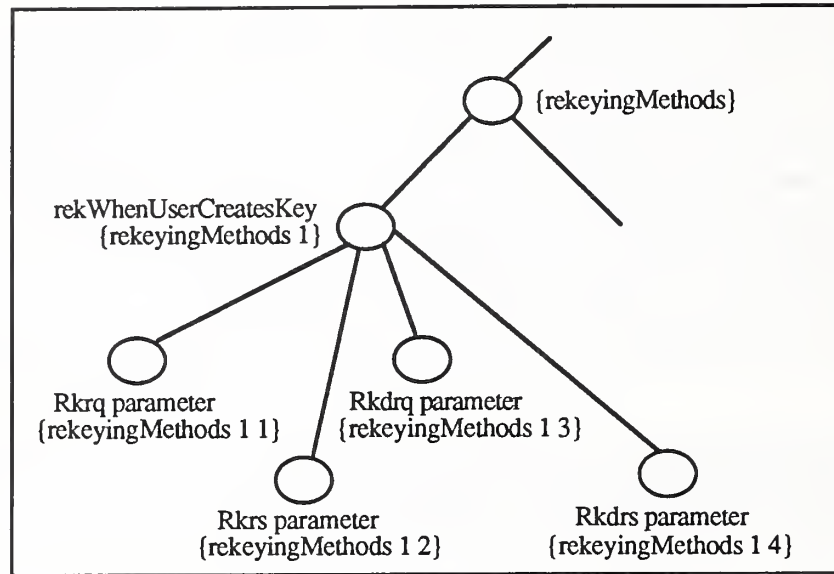 {rekeyingMethods}
rekWhenUserCreatesKey
{rekeyingMethods 1}
Rkrq parameter
{rekeyingMethods 1 1}
Rkdrq parameter
{rekeyingMethods 1 3}
Rkrs parameter
{rekeyingMethods 1 2}
Rkdrs parameter
{rekeyingMethods 1 4}